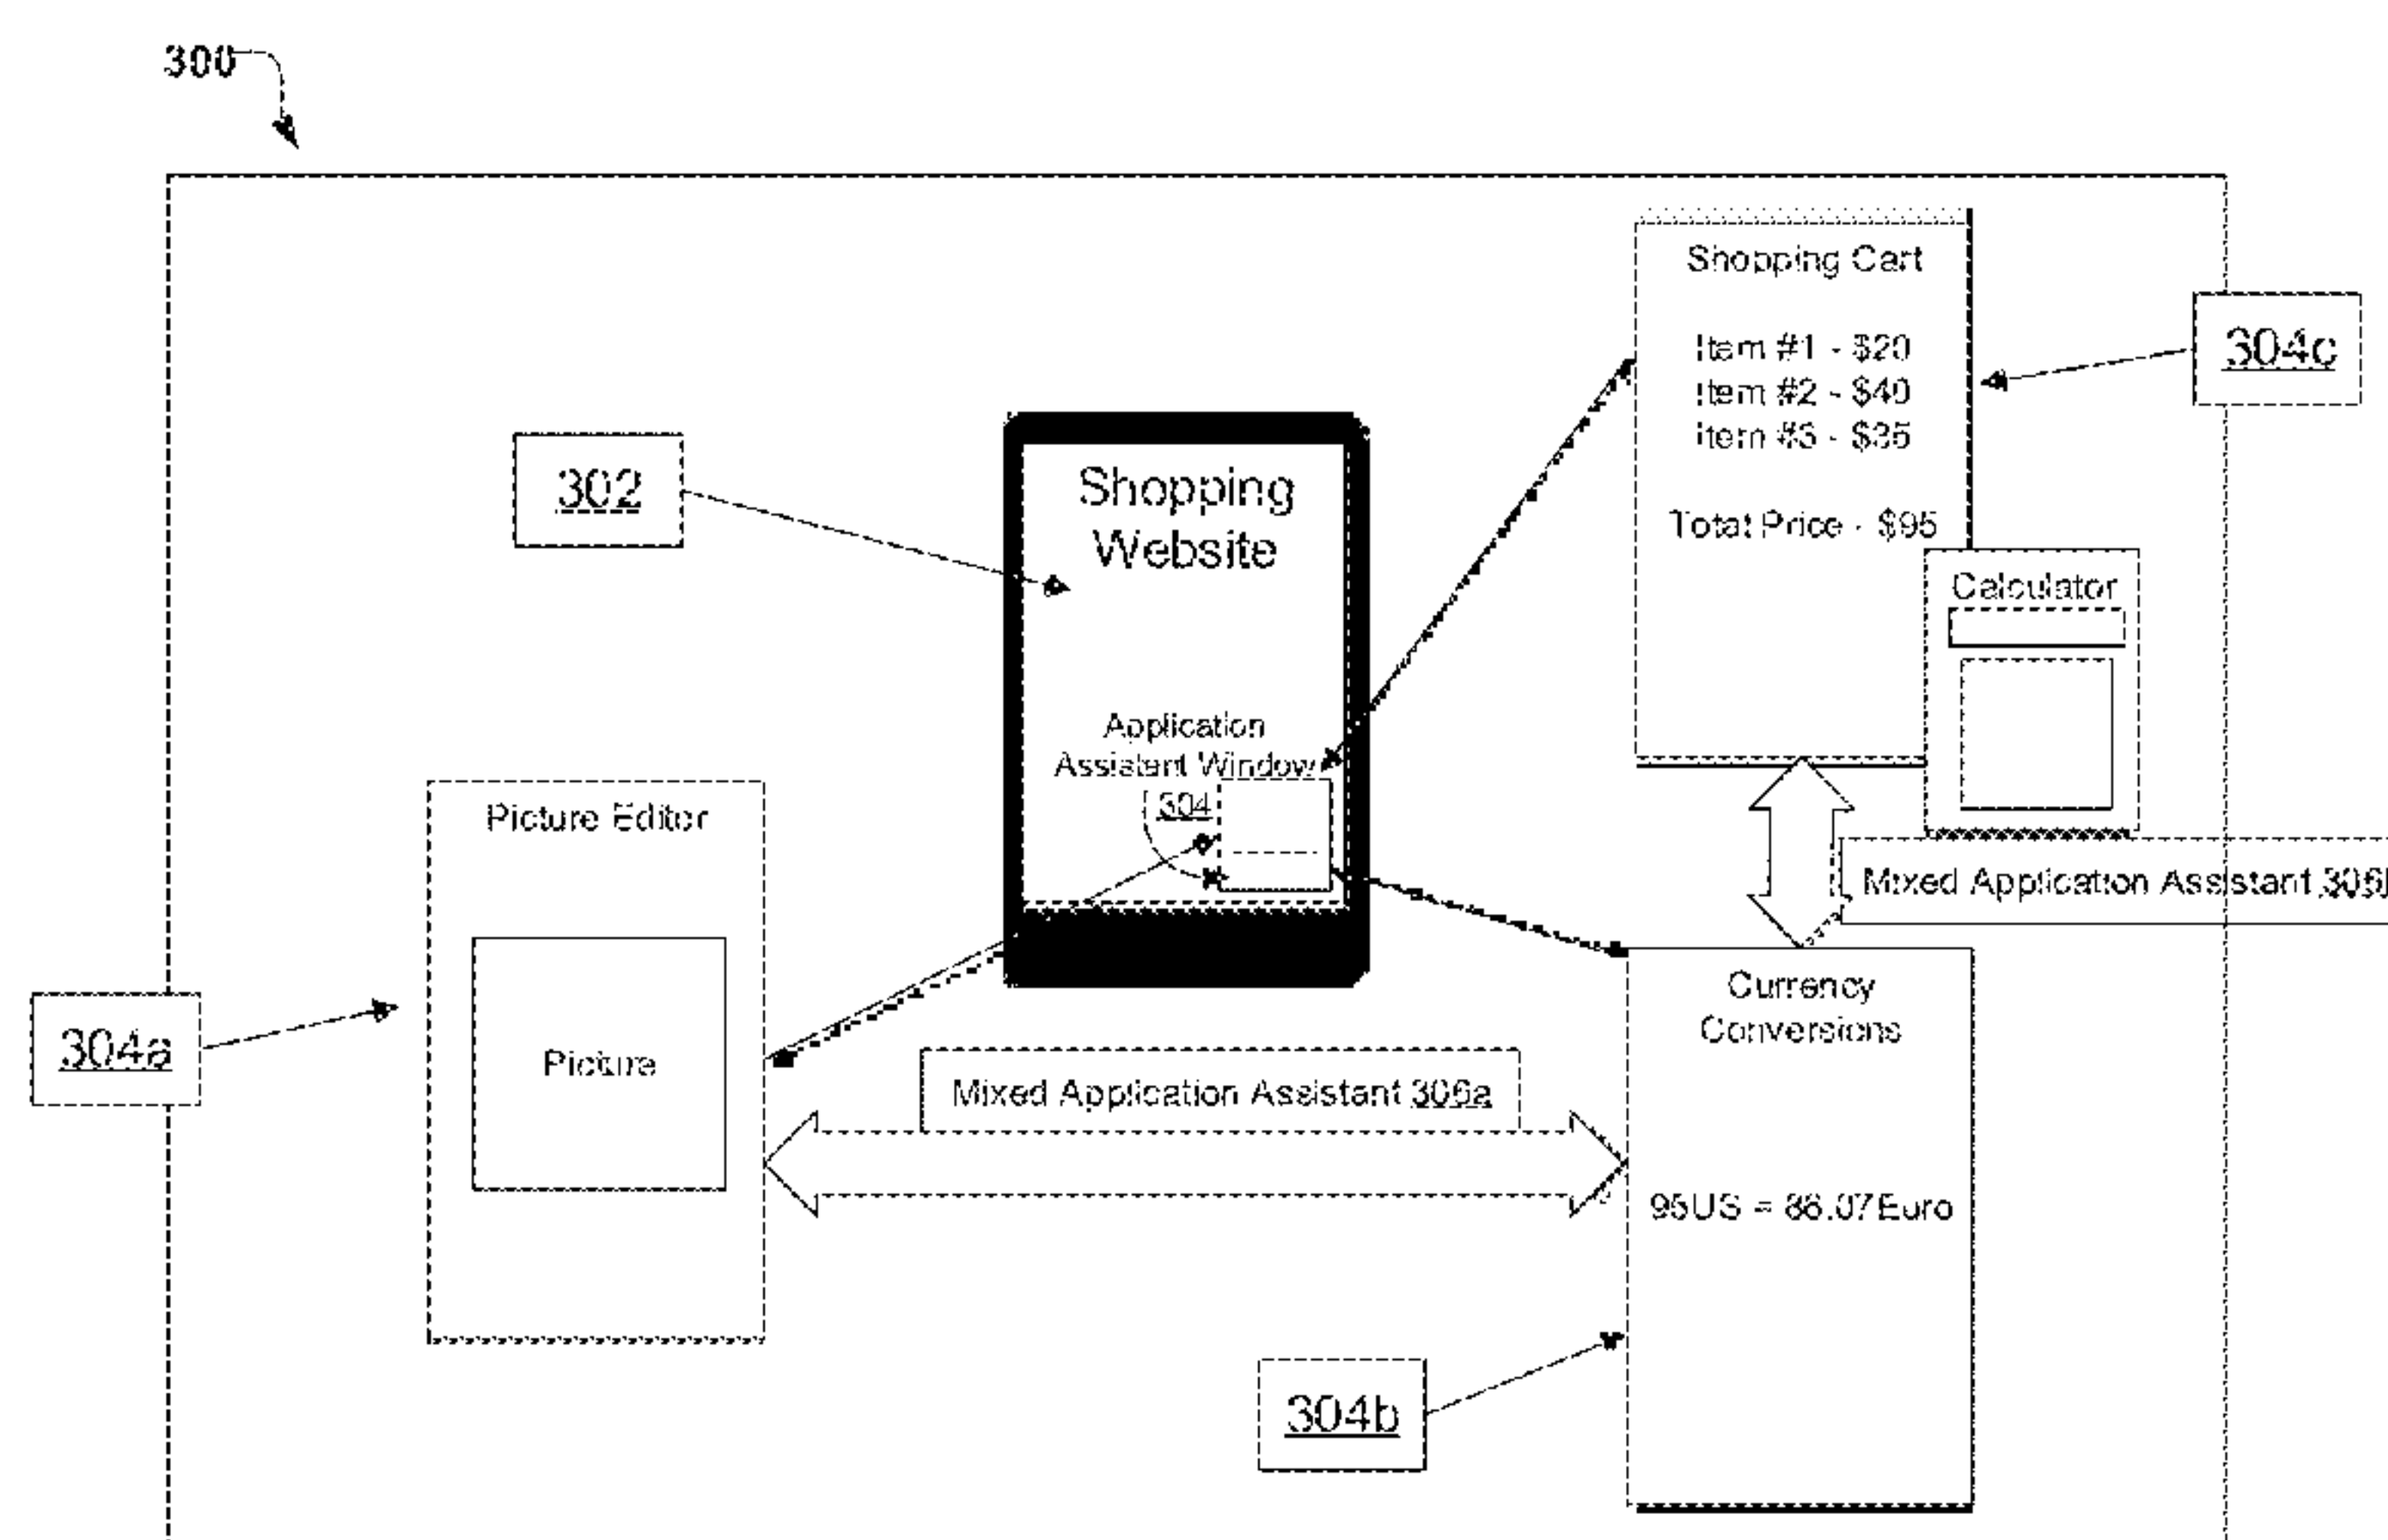 300
Shopping Cart
Item #1 - $20
Item #2 - $40
Item #3 - $35
Total Price - $95
304c
302
Shopping
Website
Calculator
Application
Assistant Window
304
Picture Editor
Picture
304a
Mixed Application Assistant 306b
Currency
Conversions
95US = 86.07Euro
Mixed Application Assistant 306a
304b